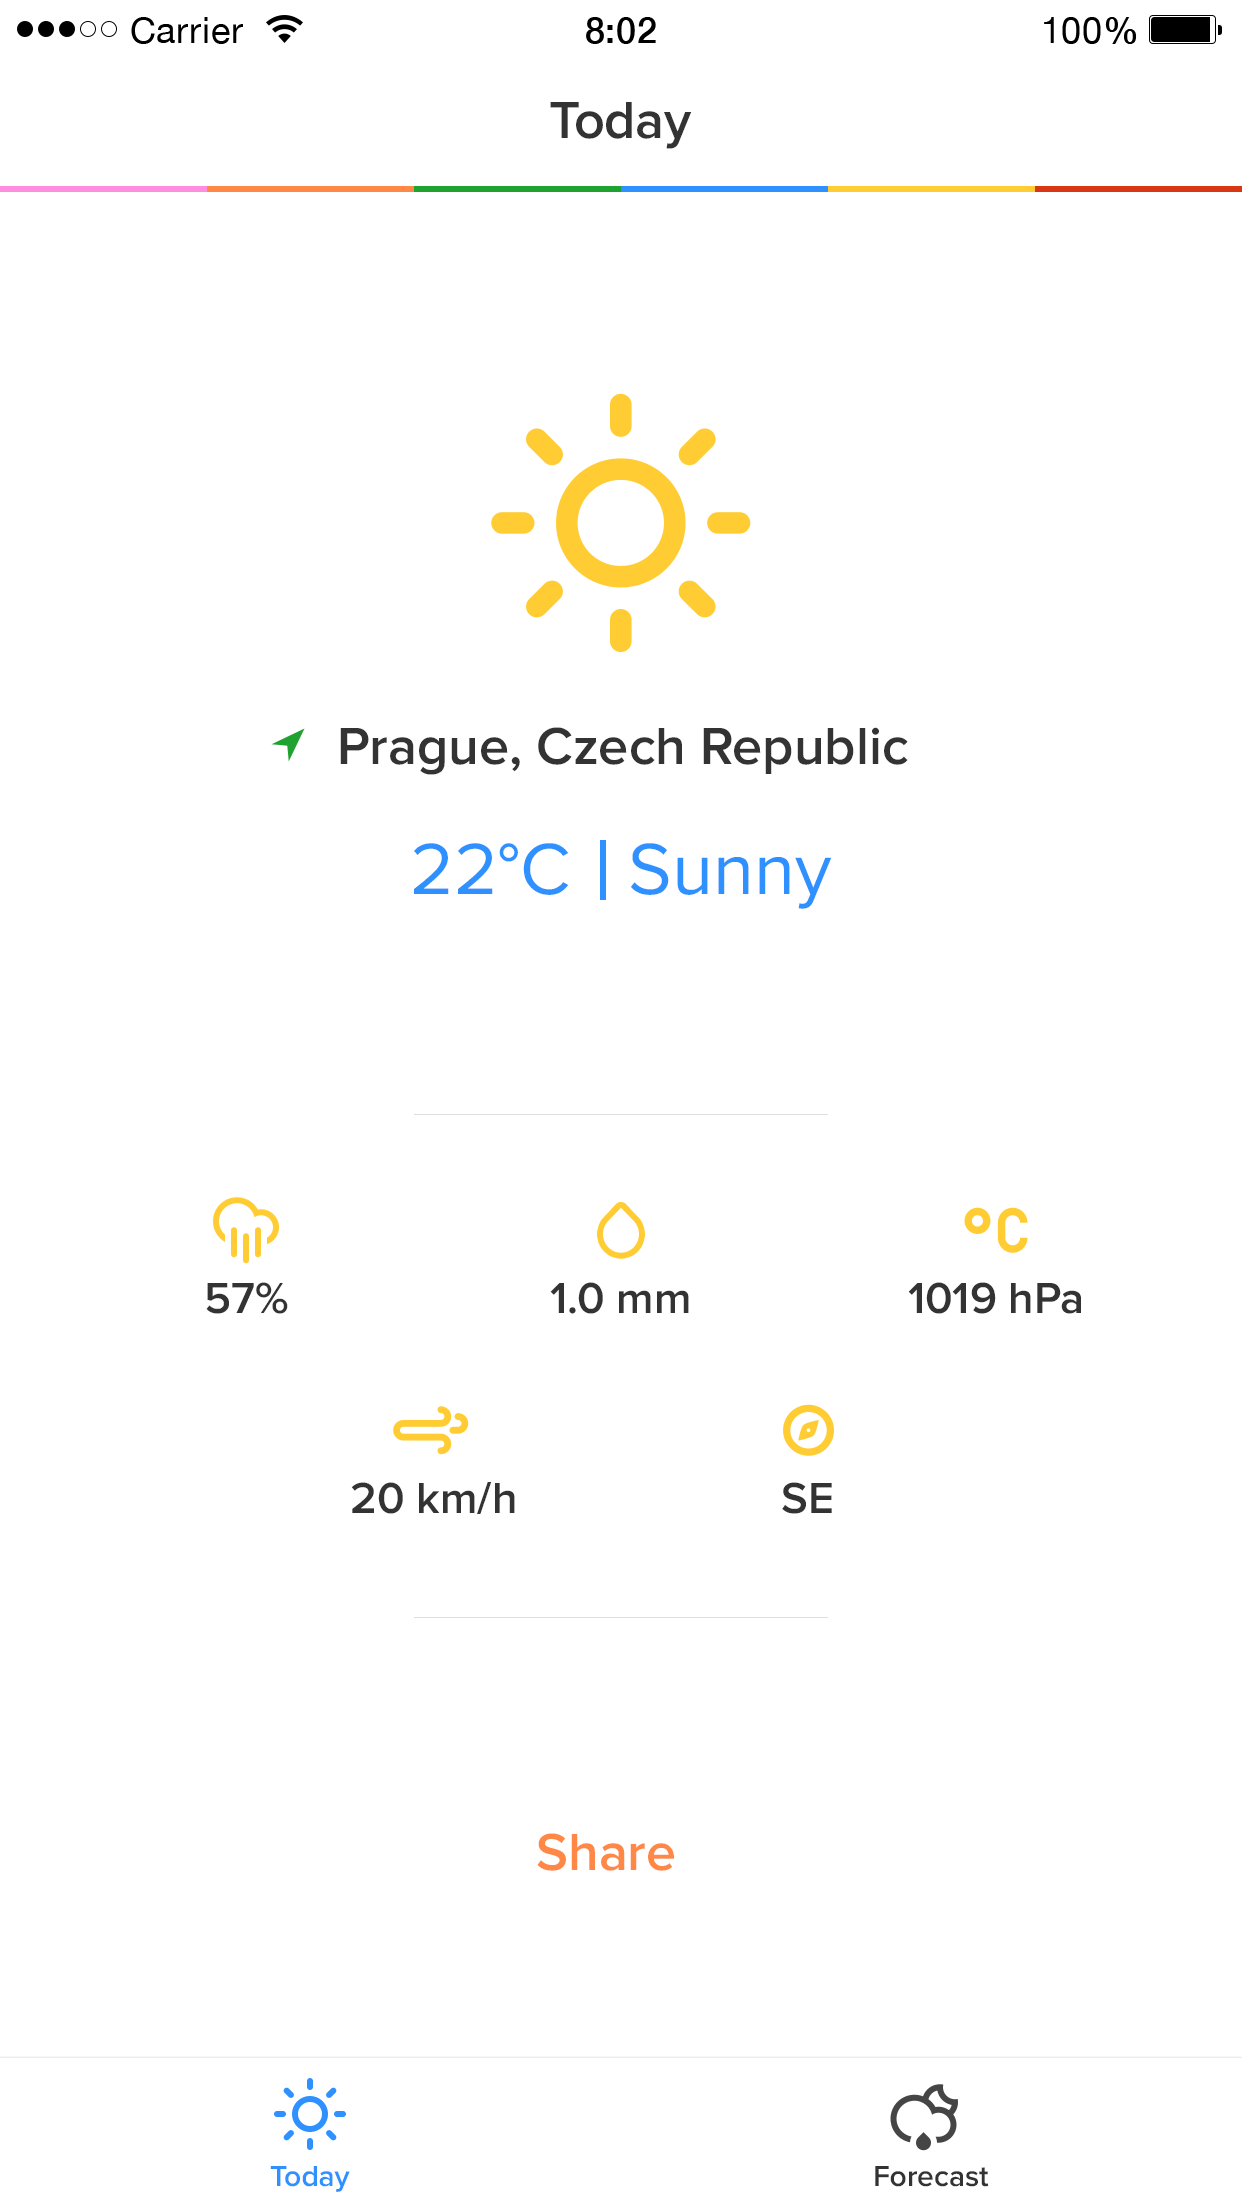 Carrier 8:02 100%
Today
Prague, Czech Republic
22°C | Sunny
°C
57% 1.0 mm 1019 hPa
20 km/h SE
Share
Today Forecast